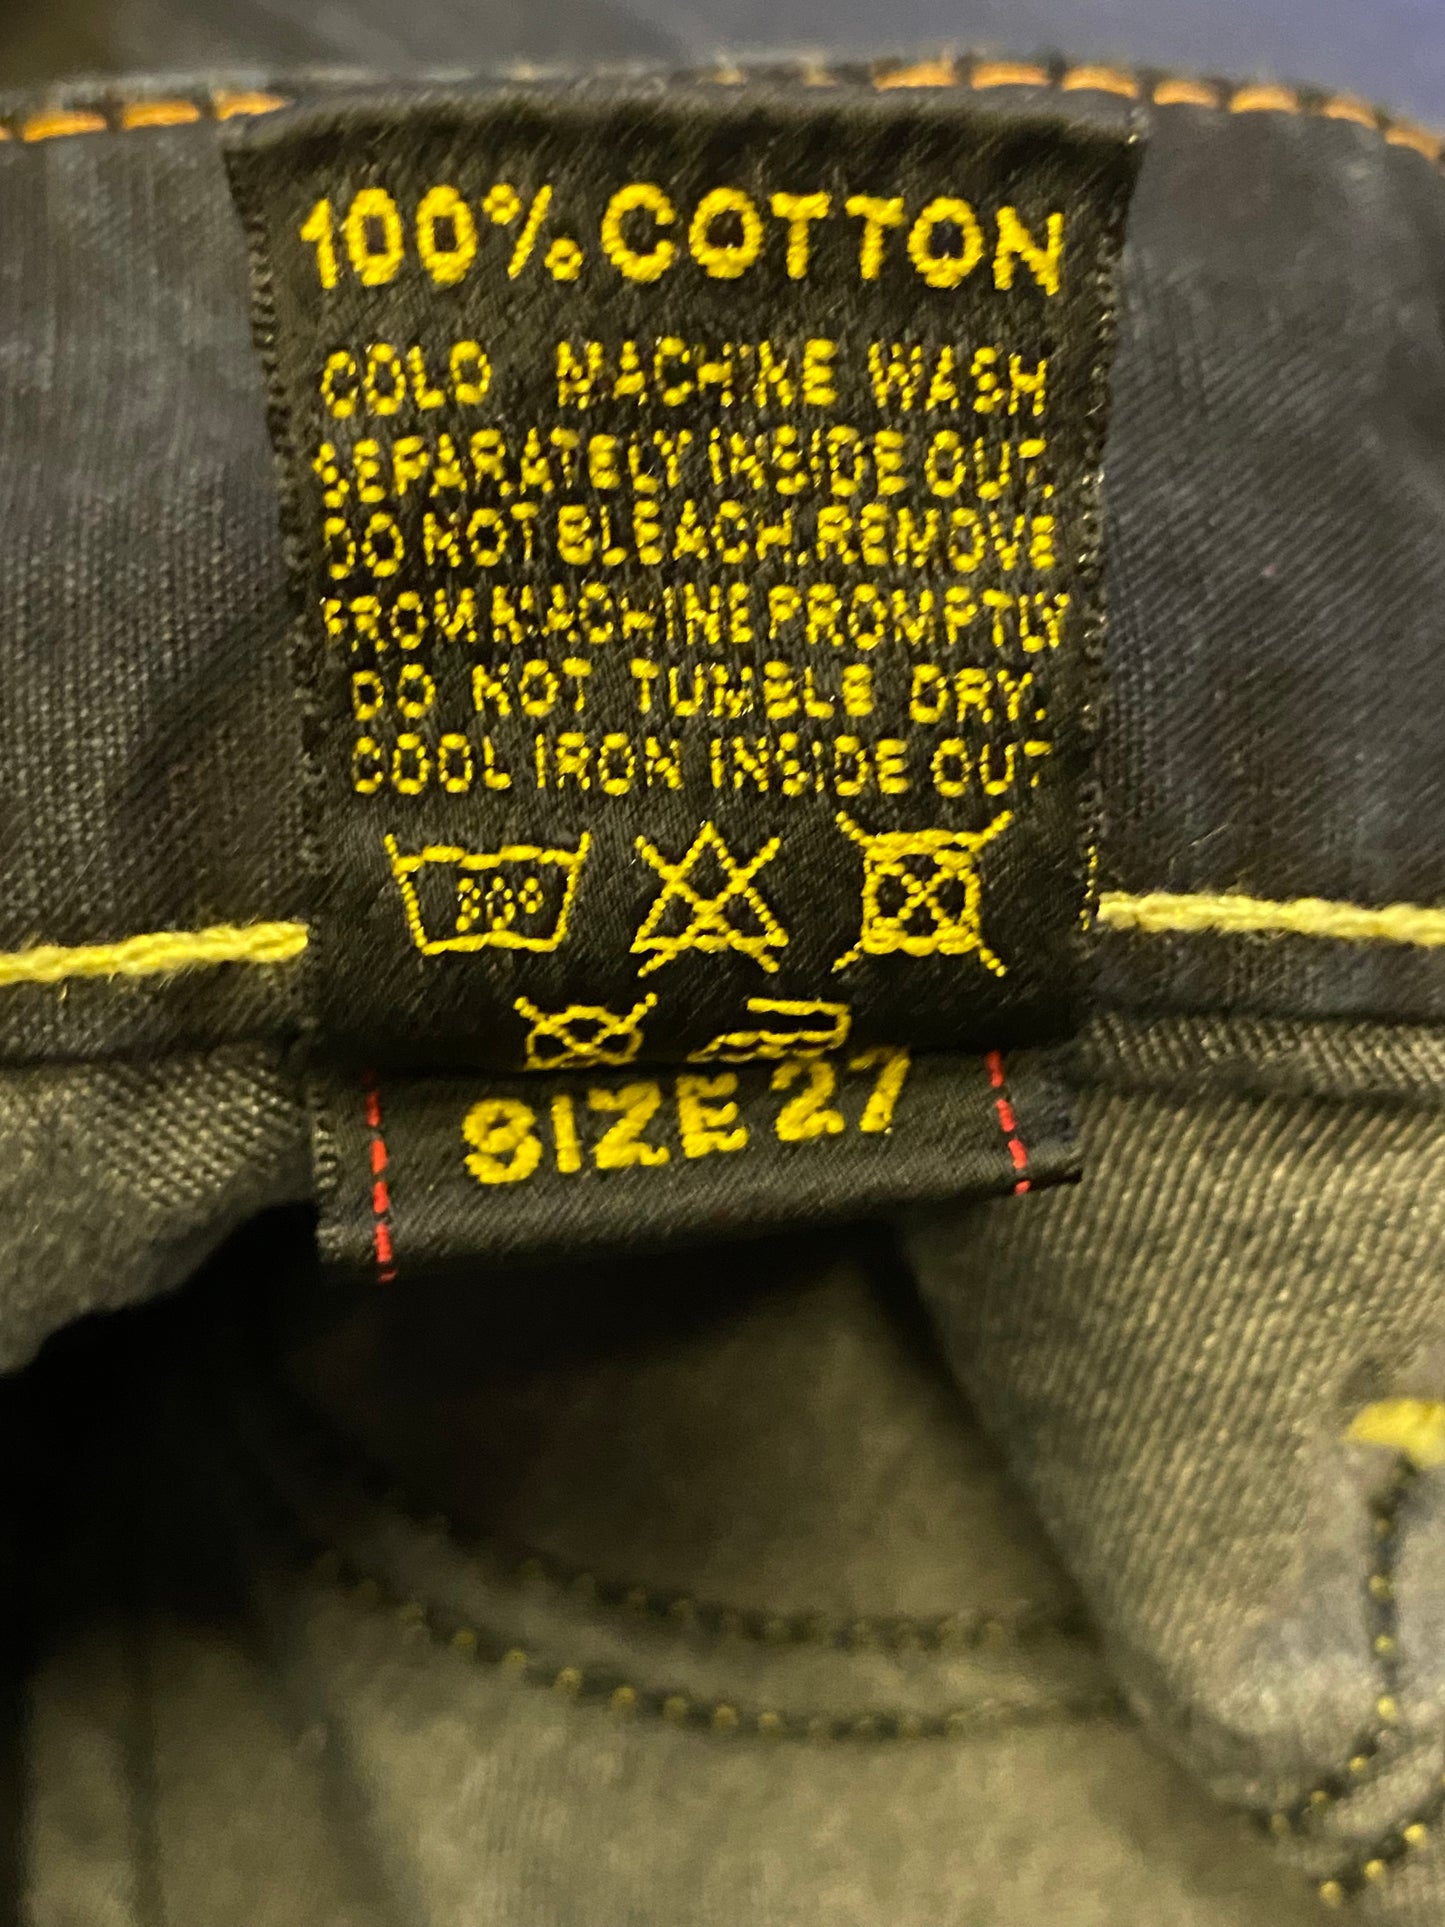 100% COTTON
COLD MACHINE WASH
SEPARATELY INSIDE OUT.
DO NOT BLEACH. REMOVE
FROM MACHINE PROMPTLY
DO NOT TUMBLE DRY.
COOL IRON INSIDE OUT
30°
SIZE 27